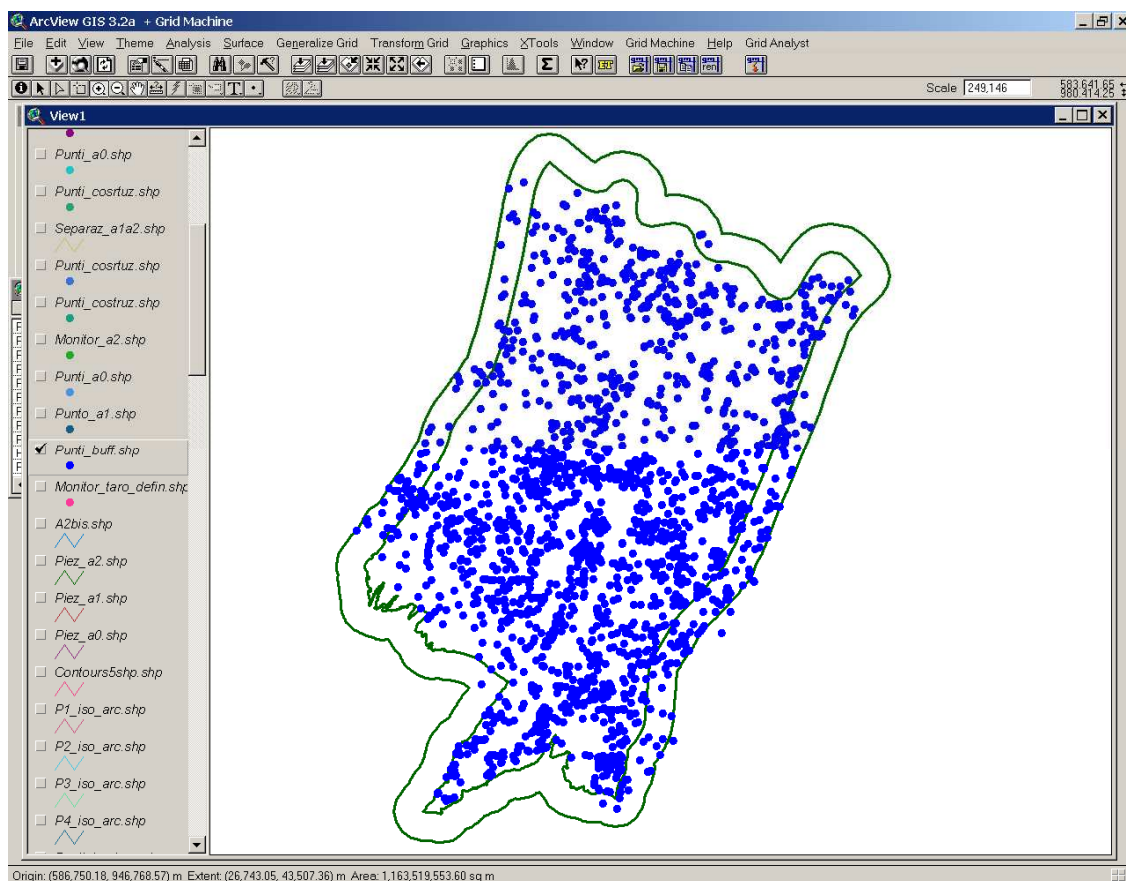 ArcView GIS 3.2a + Grid Machine
File Edit View Theme Analysis Surface Generalize Grid Transform Grid Graphics XTools Window Grid Machine Help Grid Analyst
Scale 249,146
583,641.65
980,414.25
View1
Punti_a0.shp
Punti_cosrtuz.shp
Separaz_a1a2.shp
Punti_cosrtuz.shp
Punti_costruz.shp
Monitor_a2.shp
Punti_a0.shp
Punto_a1.shp
Punti_buff.shp
Monitor_taro_defin.shp
A2bis.shp
Piez_a2.shp
Piez_a1.shp
Piez_a0.shp
Contours5shp.shp
P1_iso_arc.shp
P2_iso_arc.shp
P3_iso_arc.shp
P4_iso_arc.shp
Origin: (586,750.18, 946,768.57) m Extent: (26,743.05, 43,507.36) m Area: 1,163,519,553.60 sq m